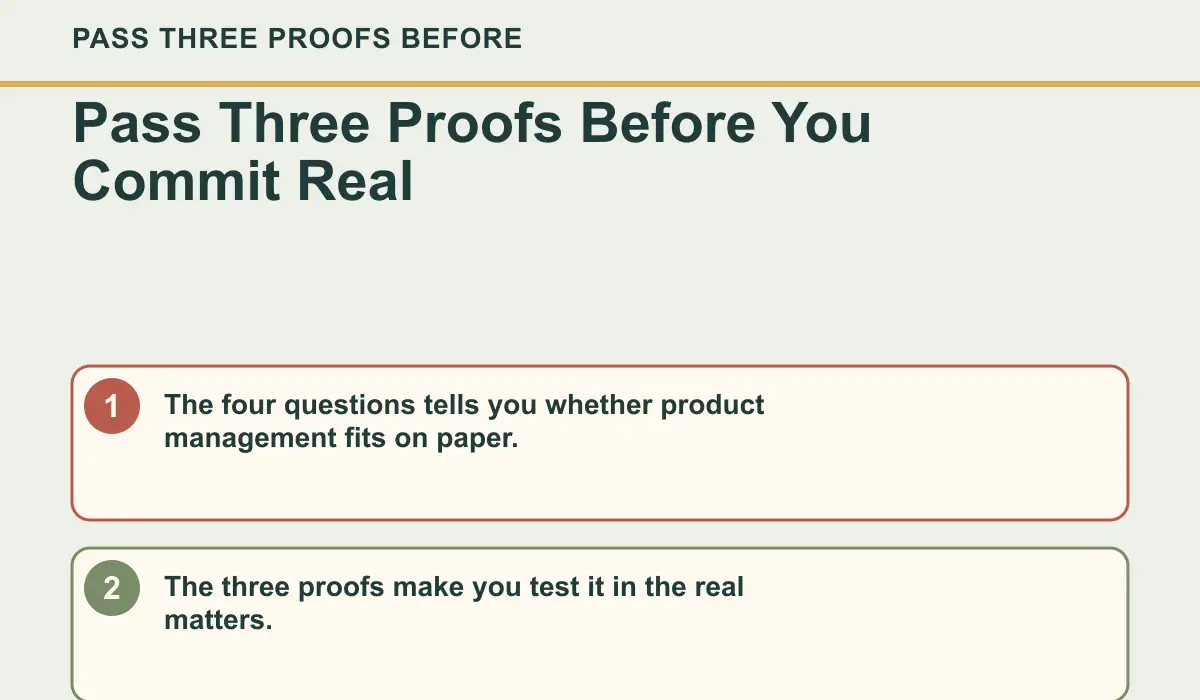 PASS THREE PROOFS BEFORE
Pass Three Proofs Before You
Commit Real
1
The four questions tells you whether product
management fits on paper.
2
The three proofs make you test it in the real
matters.